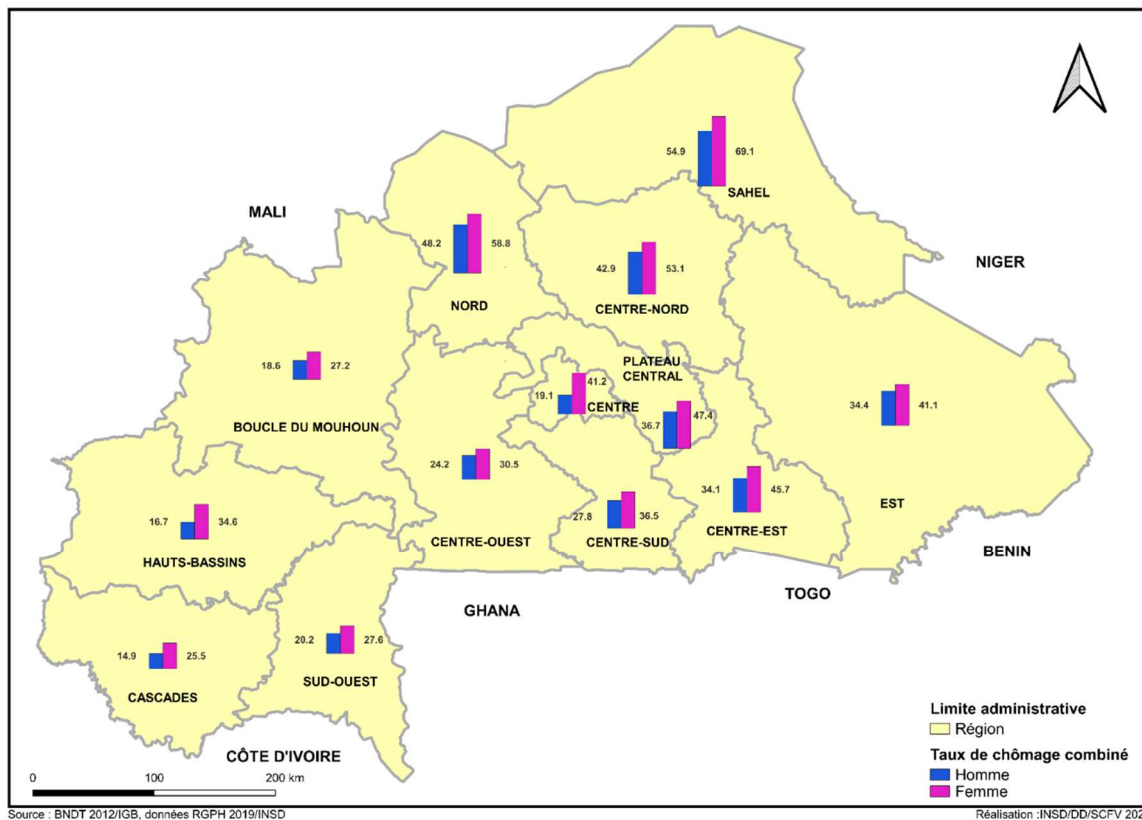 54.9
69.1
SAHEL
MALI
48.2
58.8
NORD
42.9
53.1
CENTRE-NORD
NIGER
18.6
27.2
BOUCLE DU MOUHOUN
PLATEAU
CENTRAL
19.1
41.2
CENTRE
36.7
47.4
34.4
41.1
EST
24.2
30.5
CENTRE-OUEST
27.8
36.5
CENTRE-SUD
34.1
45.7
CENTRE-EST
16.7
34.6
HAUTS-BASSINS
BENIN
TOGO
GHANA
14.9
25.5
CASCADES
20.2
27.6
SUD-OUEST
CÔTE D'IVOIRE
Limite administrative
Région
Taux de chômage combiné
Homme
Femme
0 100 200 km
Source : BNDT 2012/IGB, données RGPH 2019/INSD
Réalisation :INSD/DD/SCFV 202